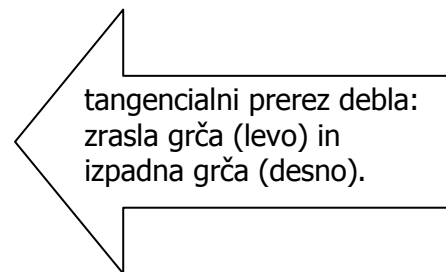 tangencialni prerez debla:
zrasla grča (levo) in
izpadna grča (desno).